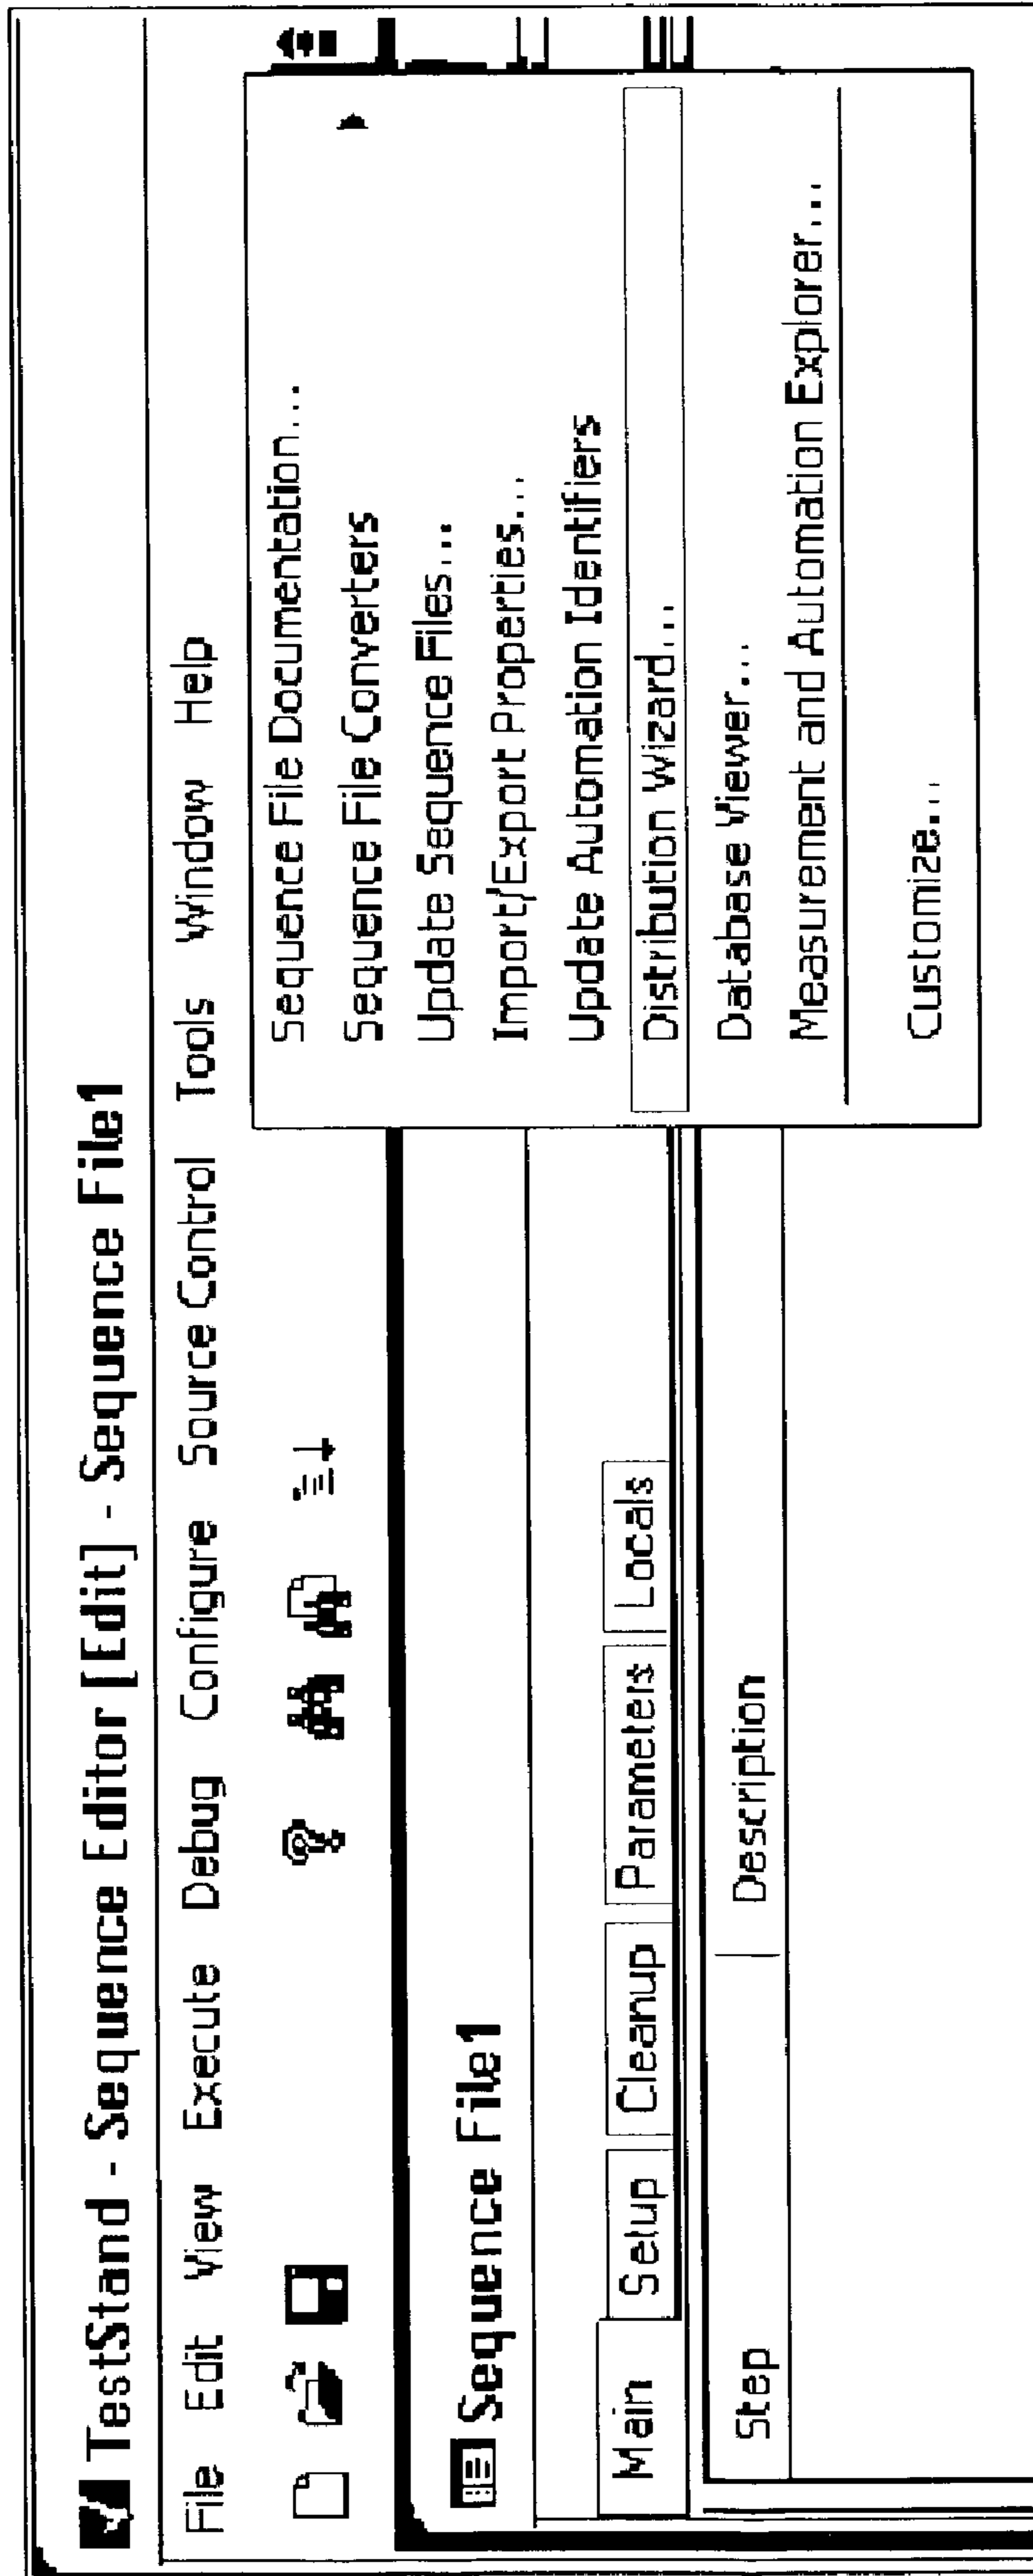 TestStand - Sequence Editor [Edit] - Sequence File1
File Edit View Execute Debug Configure Source Control Tools Window Help
Sequence File Documentation...
Sequence File Converters
Update Sequence Files...
Import/Export Properties...
Update Automation Identifiers
Distribution Wizard...
Database Viewer...
Measurement and Automation Explorer...
Customize...
Sequence File1
Main Setup Cleanup Parameters Locals
Step Description